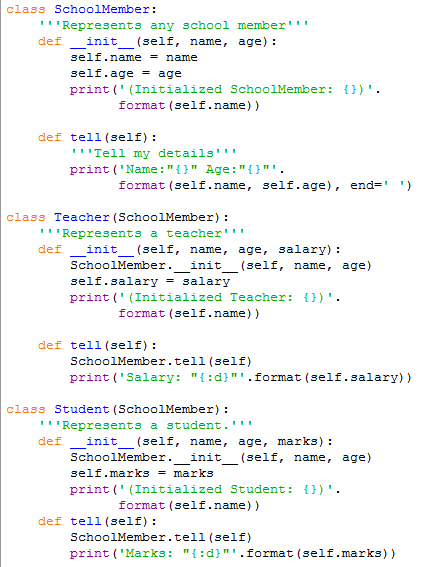 class SchoolMember:
    '''Represents any school member'''
    def __init__(self, name, age):
        self.name = name
        self.age = age
        print('(Initialized SchoolMember: {})'.
              format(self.name))

    def tell(self):
        '''Tell my details'''
        print('Name:"{}" Age:"{}"'.
              format(self.name, self.age), end=' ')

class Teacher(SchoolMember):
    '''Represents a teacher'''
    def __init__(self, name, age, salary):
        SchoolMember.__init__(self, name, age)
        self.salary = salary
        print('(Initialized Teacher: {})'.
              format(self.name))

    def tell(self):
        SchoolMember.tell(self)
        print('Salary: "{:d}"'.format(self.salary))

class Student(SchoolMember):
    '''Represents a student.'''
    def __init__(self, name, age, marks):
        SchoolMember.__init__(self, name, age)
        self.marks = marks
        print('(Initialized Student: {})'.
              format(self.name))
    def tell(self):
        SchoolMember.tell(self)
        print('Marks: "{:d}"'.format(self.marks))